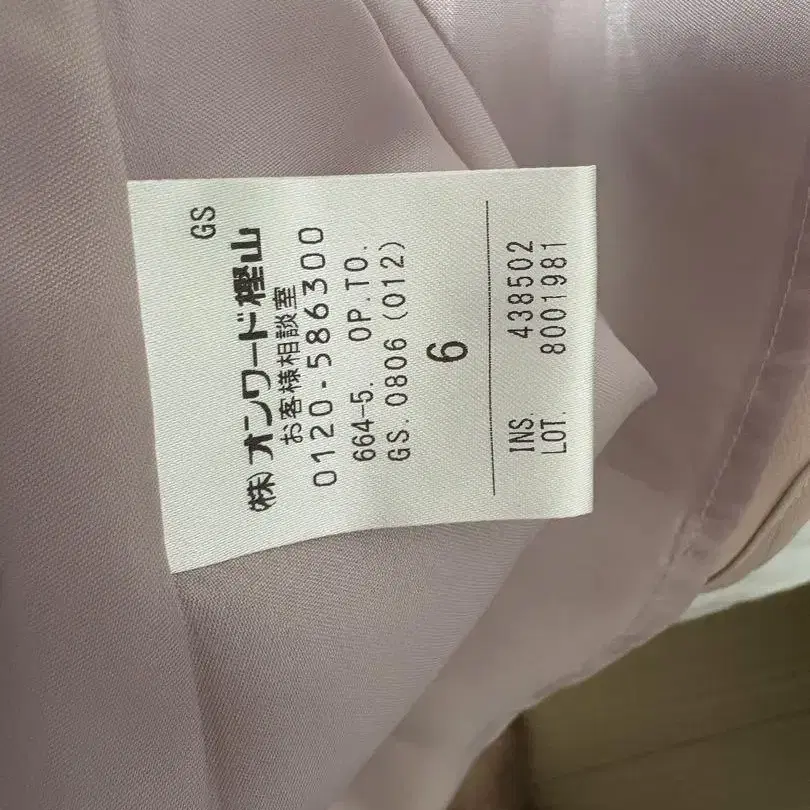 GS
(株)オンワード樫山
お客様相談室
0120-586300
664-5. OP.TO.
GS.0806(012)
6
INS. 438502
LOT. 8001981